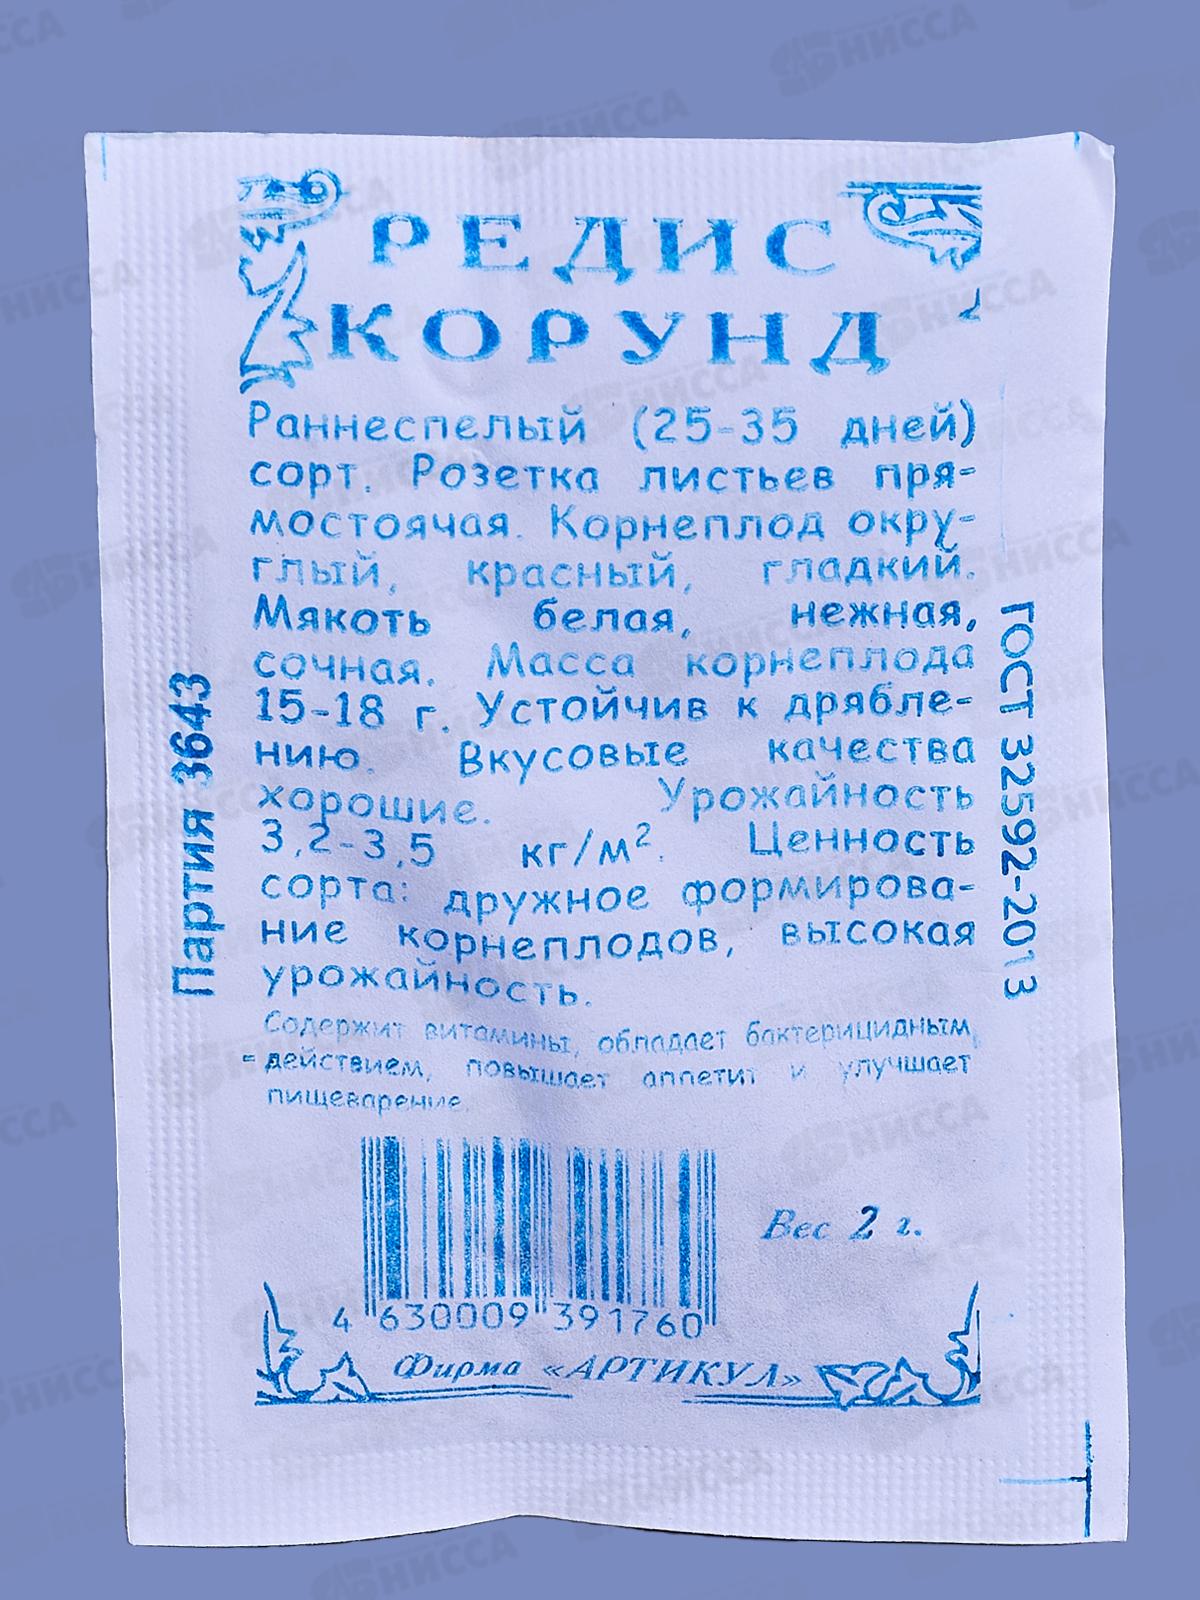 РЕДИС
КОРУНД
Раннеспелый (25-35 дней)
сорт. Розетка листьев пря-
мостоячая. Корнеплод окру-
глый, красный, гладкий.
Мякоть белая, нежная,
сочная. Масса корнеплода
15-18 г. Устойчив к дрябле-
нию. Вкусовые качества
хорошие. Урожайность
3,2-3,5 кг/м². Ценность
сорта: дружное формирова-
ние корнеплодов, высокая
урожайность.
Содержит витамины, обладает бактерицидным
действием, повышает аппетит и улучшает
пищеварение.
Партия 3643
ГОСТ 32592-2013
Вес 2 г.
4 630009 391760
Фирма «АРТИКУЛ»
НИССА